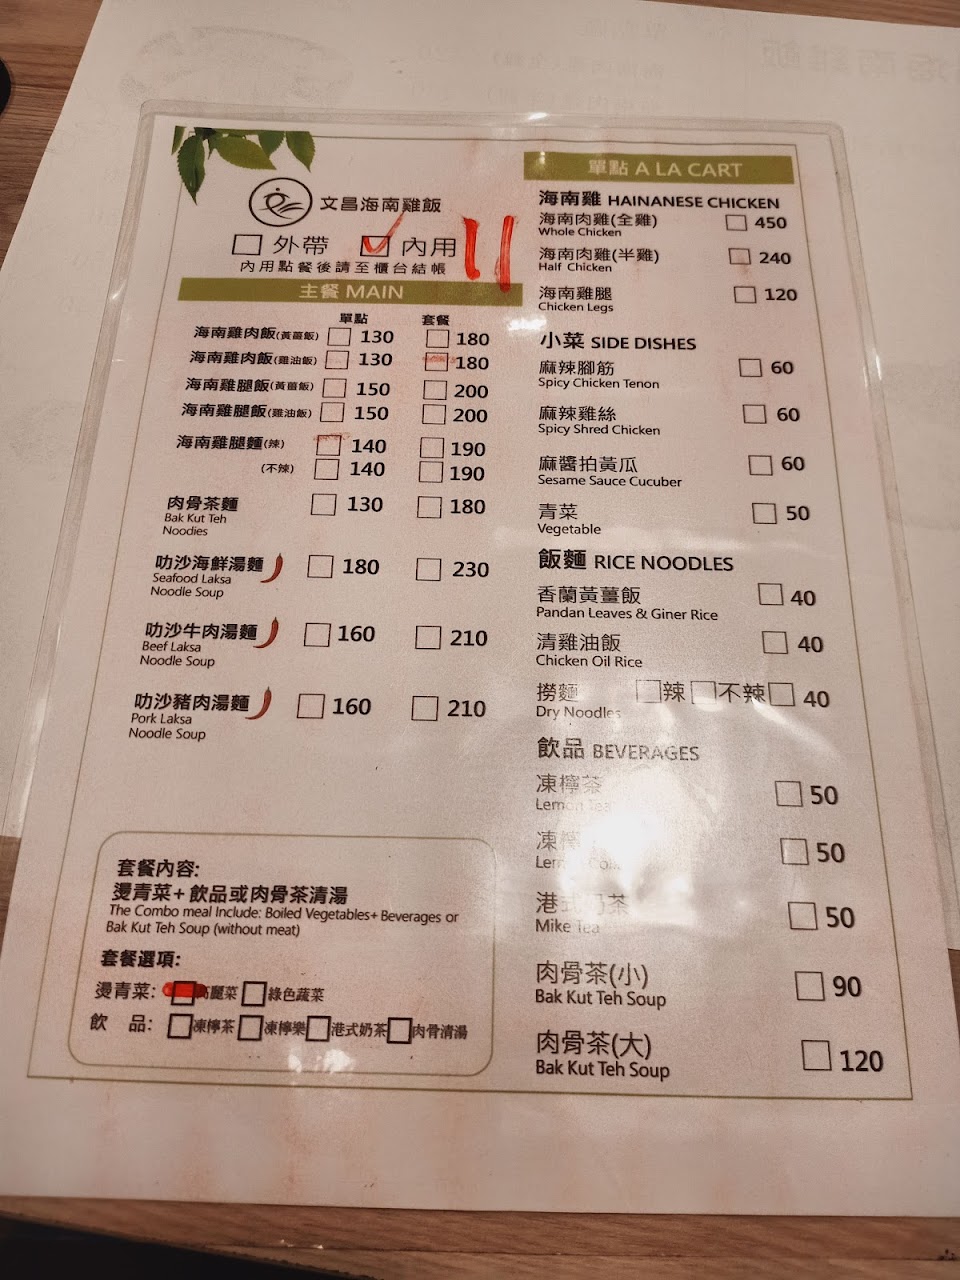 文昌海南雞飯
外帶 內用 11
內用點餐後請至櫃台結帳
主餐 MAIN
單點 套餐
海南雞肉飯(黃薑飯) 130 180
海南雞肉飯(雞油飯) 130 180
海南雞腿飯(黃薑飯) 150 200
海南雞腿飯(雞油飯) 150 200
海南雞腿麵(辣) 140 190
(不辣) 140 190
肉骨茶麵 130 180
Bak Kut Teh
Noodies
叻沙海鮮湯麵 180 230
Seafood Laksa
Noodle Soup
叻沙牛肉湯麵 160 210
Beef Laksa
Noodle Soup
叻沙豬肉湯麵 160 210
Pork Laksa
Noodle Soup
套餐內容:
燙青菜+飲品或肉骨茶清湯
The Combo meal Include: Boiled Vegetables+ Beverages or
Bak Kut Teh Soup (without meat)
套餐選項:
燙青菜: 高麗菜 綠色蔬菜
飲 品: 凍檸茶 凍檸樂 港式奶茶 肉骨清湯
單點 A LA CART
海南雞 HAINANESE CHICKEN
海南肉雞(全雞) 450
Whole Chicken
海南肉雞(半雞) 240
Half Chicken
海南雞腿 120
Chicken Legs
小菜 SIDE DISHES
麻辣腳筋 60
Spicy Chicken Tenon
麻辣雞絲 60
Spicy Shred Chicken
麻醬拍黃瓜 60
Sesame Sauce Cucuber
青菜 50
Vegetable
飯麵 RICE NOODLES
香蘭黃薑飯 40
Pandan Leaves & Giner Rice
清雞油飯 40
Chicken Oil Rice
撈麵 辣 不辣 40
Dry Noodles
飲品 BEVERAGES
凍檸茶 50
Lemon Tea
凍 50
港式奶茶 50
Mike Tea
肉骨茶(小) 90
Bak Kut Teh Soup
肉骨茶(大) 120
Bak Kut Teh Soup